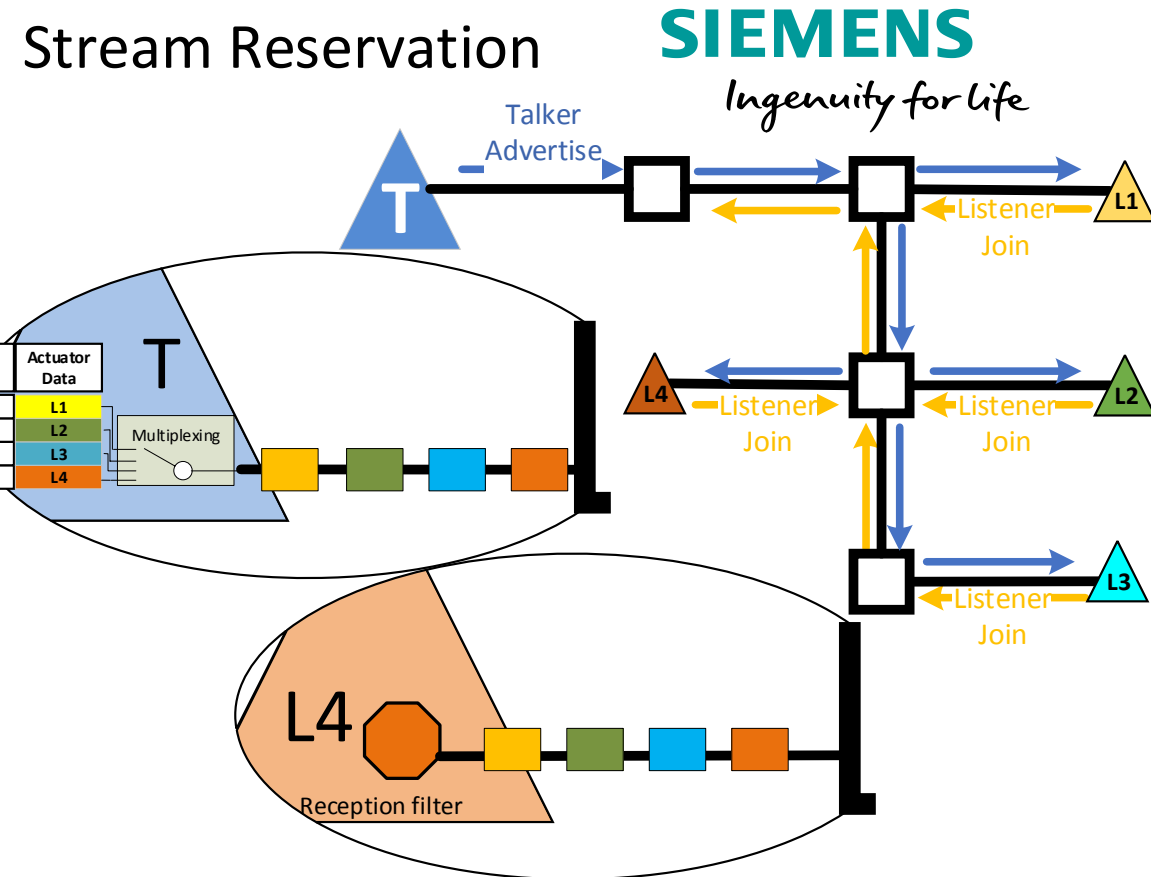 Stream Reservation
SIEMENS
Ingenuity for life
Talker
Advertise
T
L1
Listener
Join
L4
Listener
Join
L2
Listener
Join
L3
Listener
Join
T
Actuator
Data
L1
L2
L3
L4
Multiplexing
L4
Reception filter